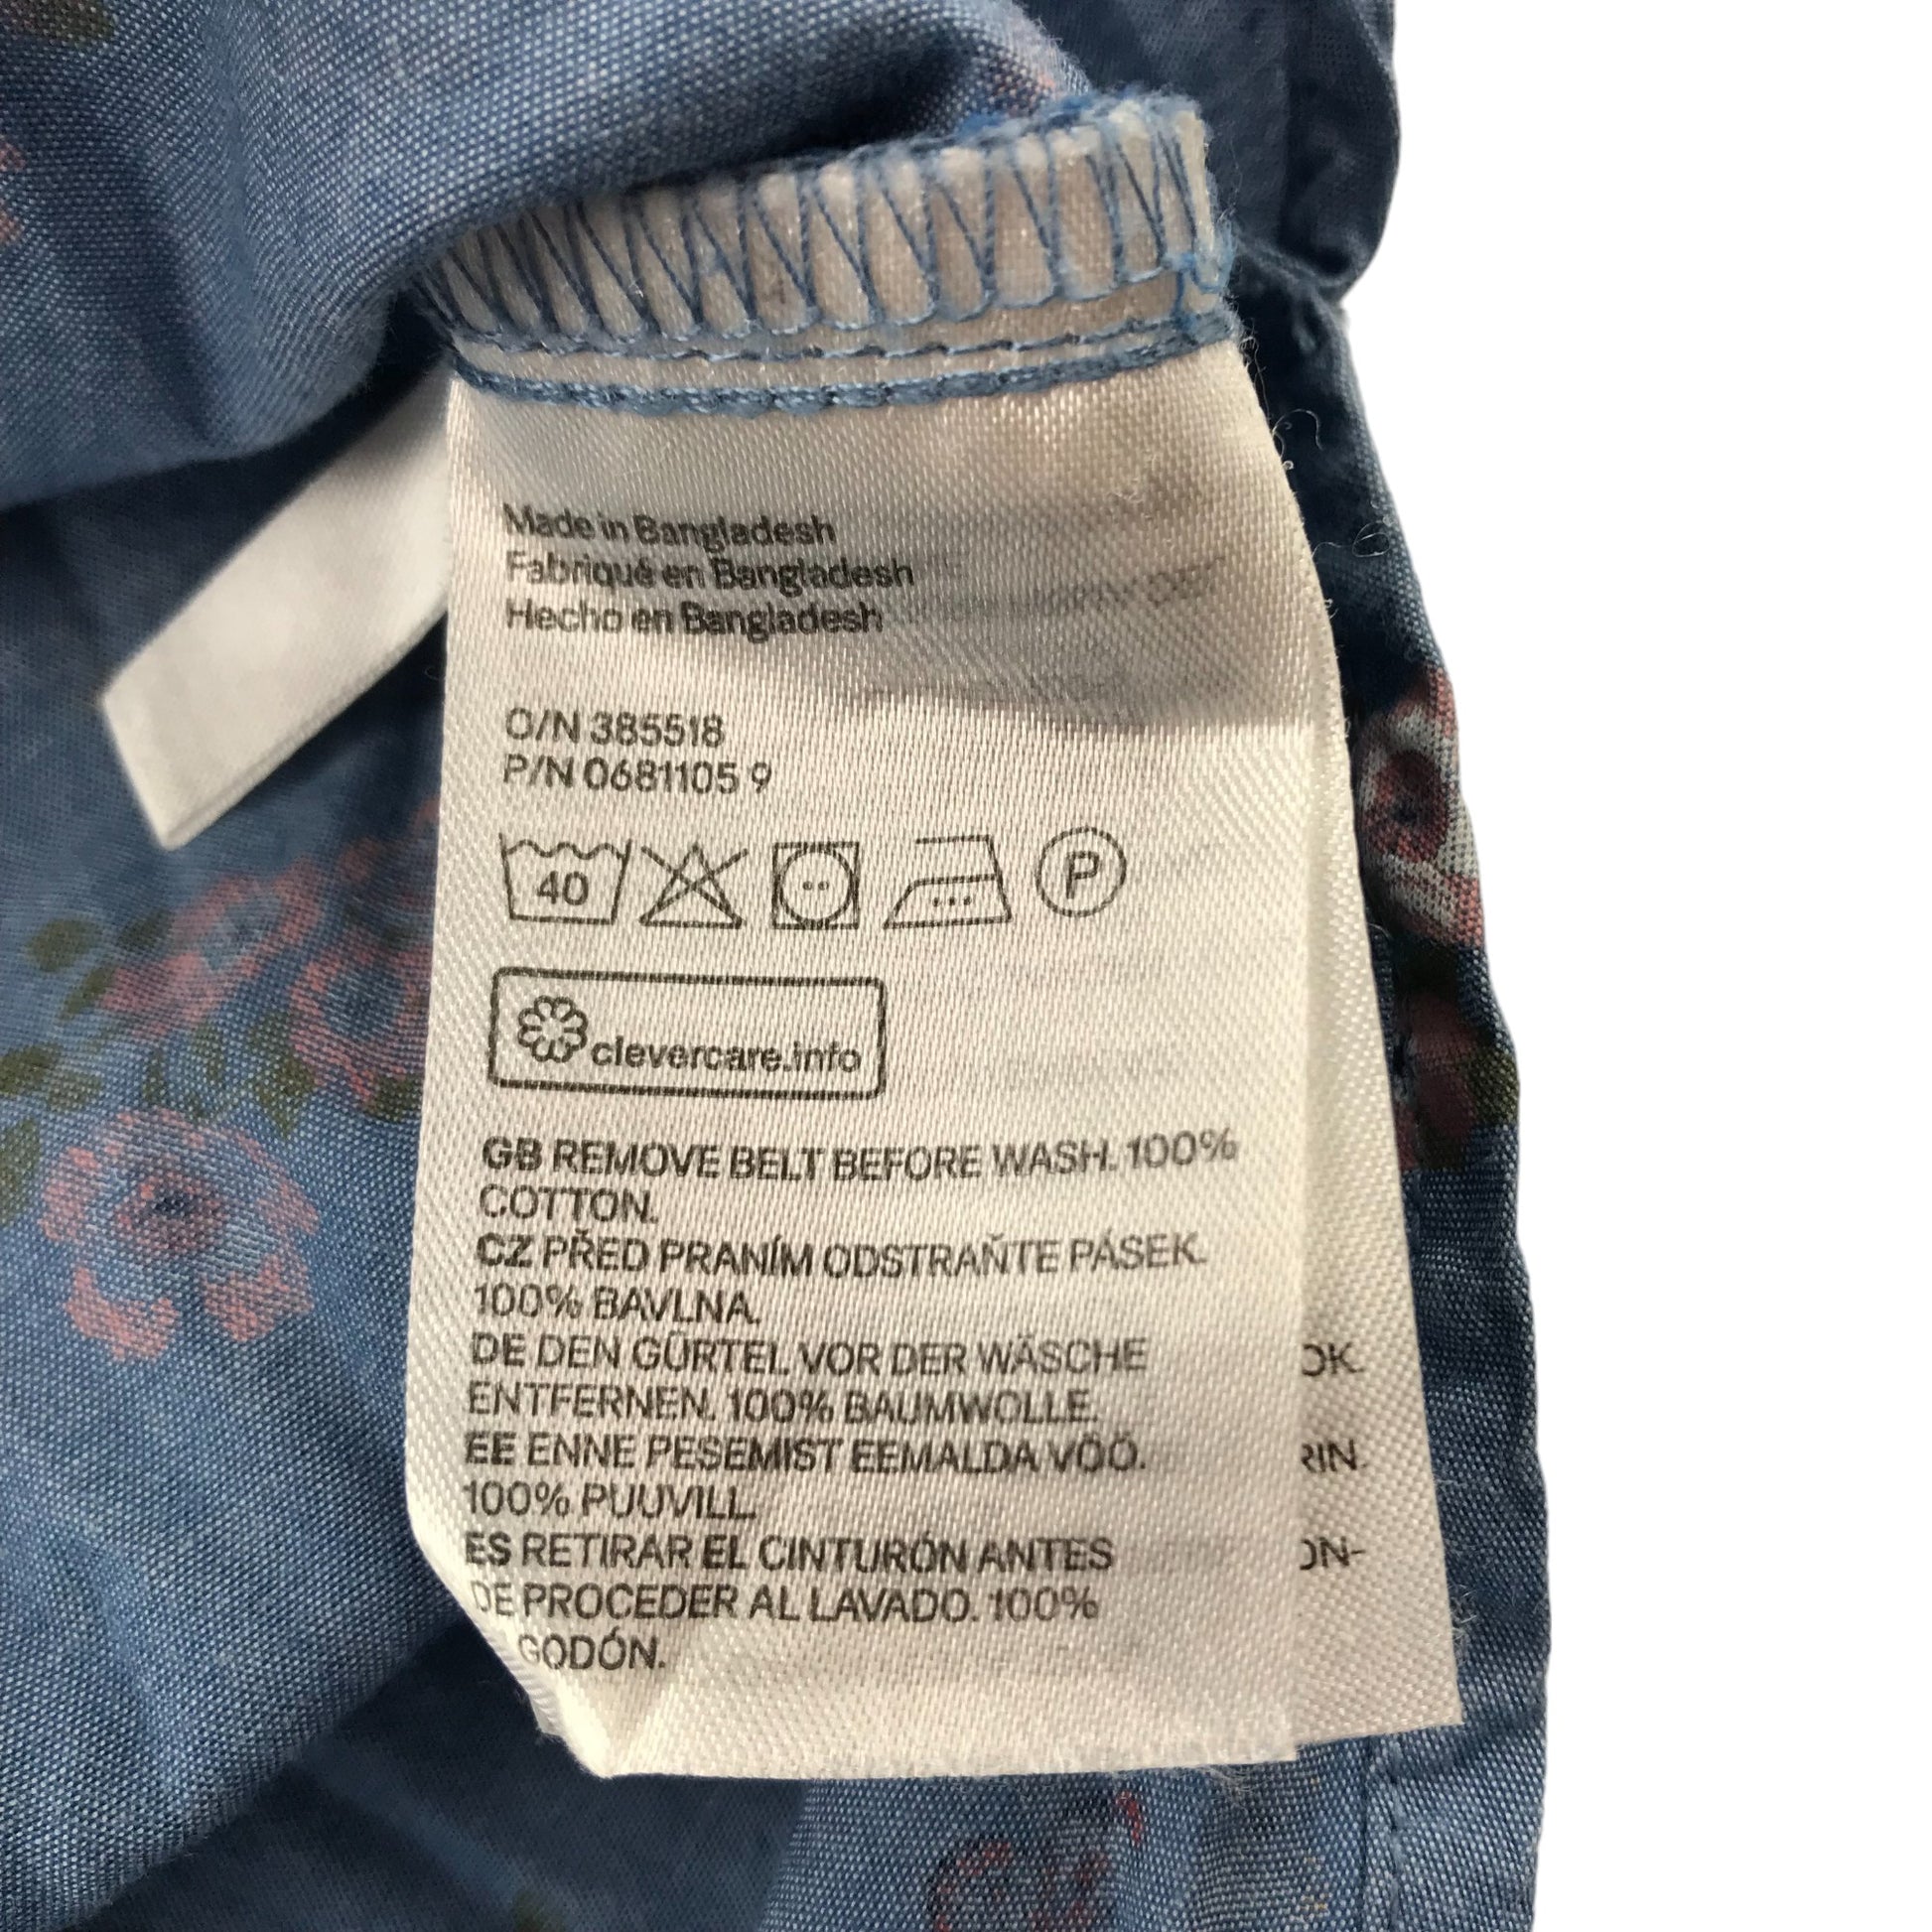 Made in Bangladesh
Fabriqué en Bangladesh
Hecho en Bangladesh
O/N 385518
P/N 0681105 9
40
P
clevercare.info
GB REMOVE BELT BEFORE WASH. 100%
COTTON.
CZ PŘED PRANÍM ODSTRAŇTE PÁSEK.
100% BAVLNA.
DE DEN GÜRTEL VOR DER WÄSCHE
ENTFERNEN. 100% BAUMWOLLE.
EE ENNE PESEMIST EEMALDA VÖÖ.
100% PUUVILL.
ES RETIRAR EL CINTURÓN ANTES
DE PROCEDER AL LAVADO. 100%
GODÓN.